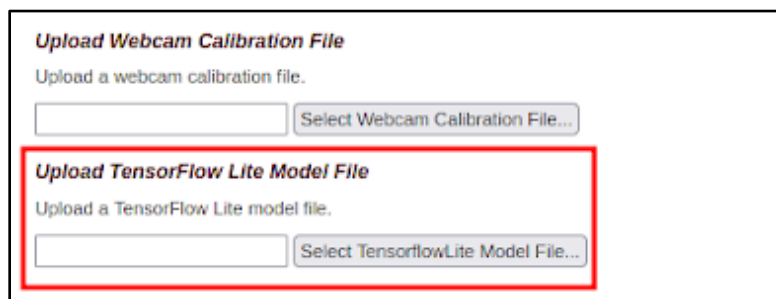 Upload Webcam Calibration File
Upload a webcam calibration file.
Select Webcam Calibration File...
Upload TensorFlow Lite Model File
Upload a TensorFlow Lite model file.
Select TensorflowLite Model File...